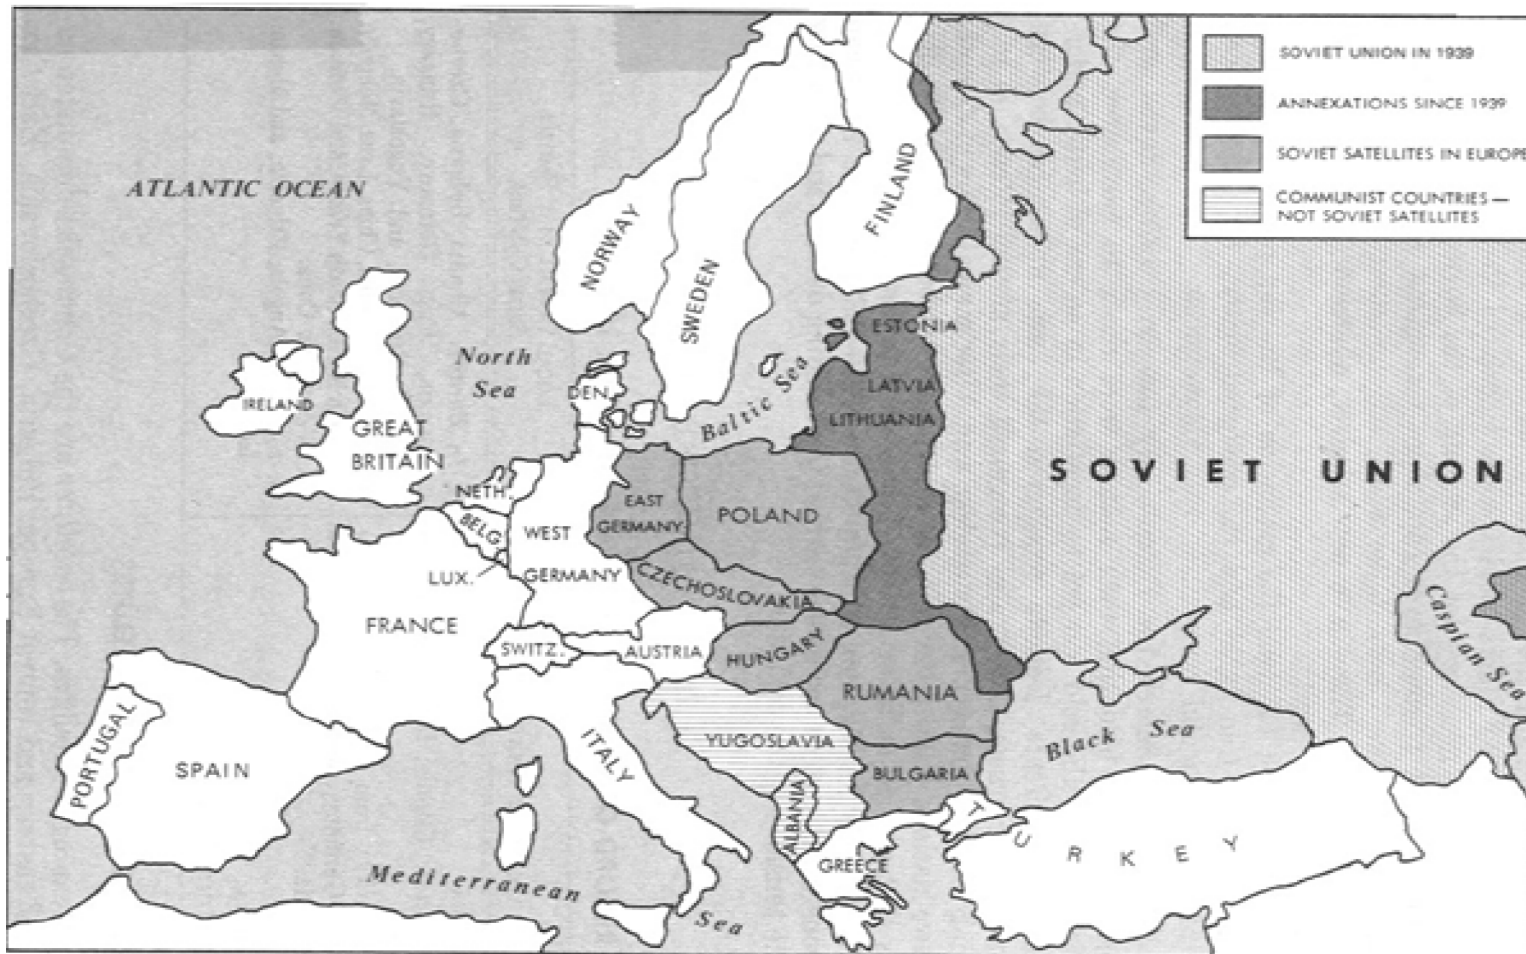 SOVIET UNION IN 1939
ANNEXATIONS SINCE 1939
SOVIET SATELLITES IN EUROPE
COMMUNIST COUNTRIES —
NOT SOVIET SATELLITES
ATLANTIC OCEAN
NORWAY
SWEDEN
FINLAND
North
Sea
Baltic Sea
ESTONIA
LATVIA
LITHUANIA
IRELAND
GREAT
BRITAIN
DEN.
NETH.
BELG.
LUX.
WEST
GERMANY
EAST
GERMANY
POLAND
SOVIET UNION
CZECHOSLOVAKIA
FRANCE
SWITZ.
AUSTRIA
HUNGARY
RUMANIA
Caspian Sea
PORTUGAL
SPAIN
ITALY
YUGOSLAVIA
BULGARIA
Black Sea
ALBANIA
GREECE
TURKEY
Mediterranean
Sea